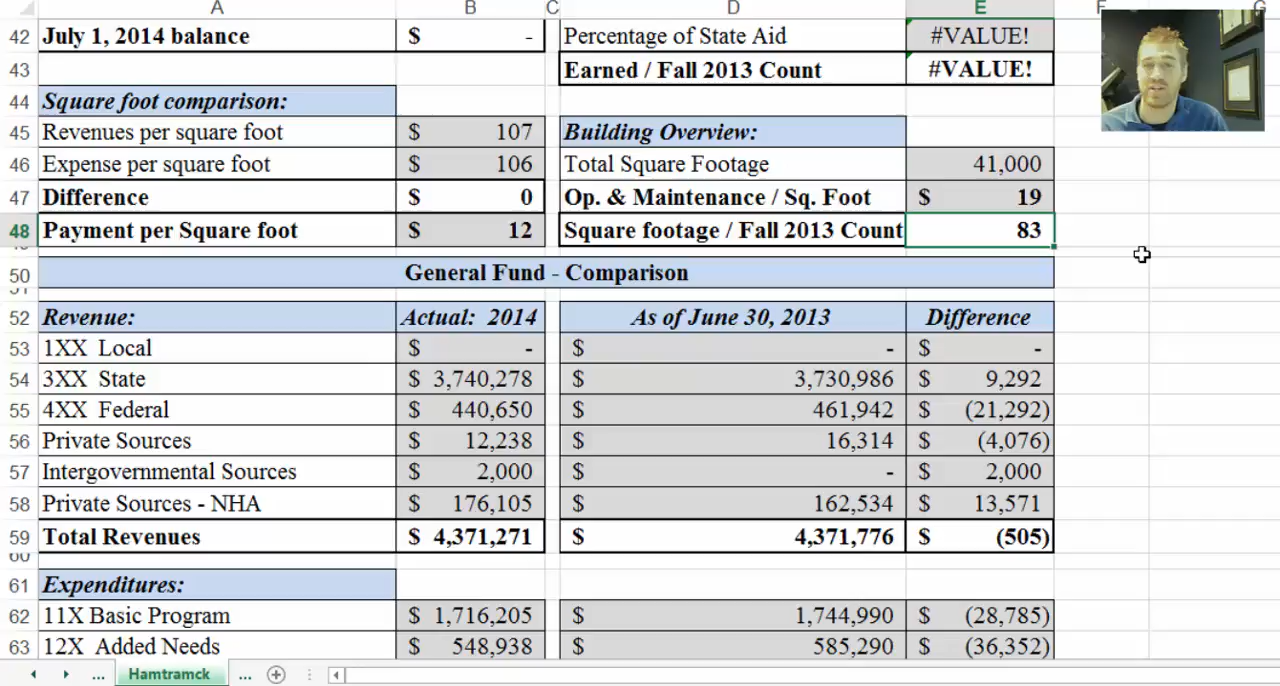 A B C D E F G
42 July 1, 2014 balance $ - Percentage of State Aid #VALUE!
43 Earned / Fall 2013 Count #VALUE!
44 Square foot comparison:
45 Revenues per square foot $ 107 Building Overview:
46 Expense per square foot $ 106 Total Square Footage 41,000
47 Difference $ 0 Op. & Maintenance / Sq. Foot $ 19
48 Payment per Square foot $ 12 Square footage / Fall 2013 Count 83
50 General Fund - Comparison
52 Revenue: Actual: 2014 As of June 30, 2013 Difference
53 1XX Local $ - $ - $ -
54 3XX State $ 3,740,278 $ 3,730,986 $ 9,292
55 4XX Federal $ 440,650 $ 461,942 $ (21,292)
56 Private Sources $ 12,238 $ 16,314 $ (4,076)
57 Intergovernmental Sources $ 2,000 $ - $ 2,000
58 Private Sources - NHA $ 176,105 $ 162,534 $ 13,571
59 Total Revenues $ 4,371,271 $ 4,371,776 $ (505)
60
61 Expenditures:
62 11X Basic Program $ 1,716,205 $ 1,744,990 $ (28,785)
63 12X Added Needs $ 548,938 $ 585,290 $ (36,352)
... Hamtramck ...